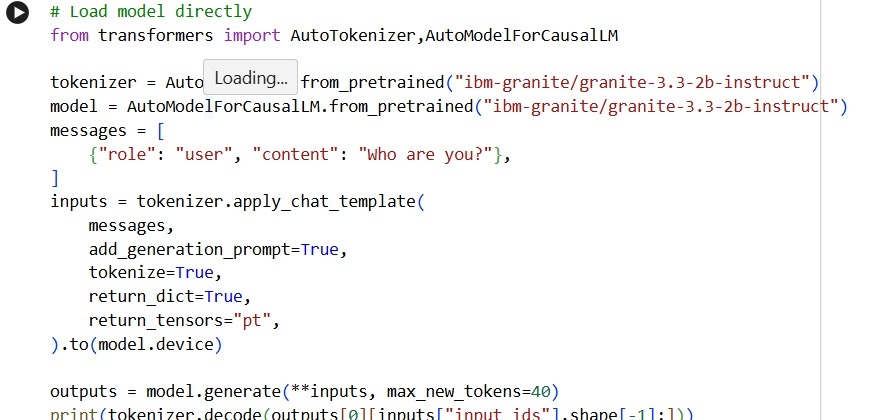 # Load model directly
from transformers import AutoTokenizer,AutoModelForCausalLM
Loading...
tokenizer = Auto from_pretrained("ibm-granite/granite-3.3-2b-instruct")
model = AutoModelForCausalLM.from_pretrained("ibm-granite/granite-3.3-2b-instruct")
messages = [
    {"role": "user", "content": "Who are you?"},
]
inputs = tokenizer.apply_chat_template(
    messages,
    add_generation_prompt=True,
    tokenize=True,
    return_dict=True,
    return_tensors="pt",
).to(model.device)
outputs = model.generate(**inputs, max_new_tokens=40)
print(tokenizer.decode(outputs[0][inputs["input_ids"].shape[-1]:]))